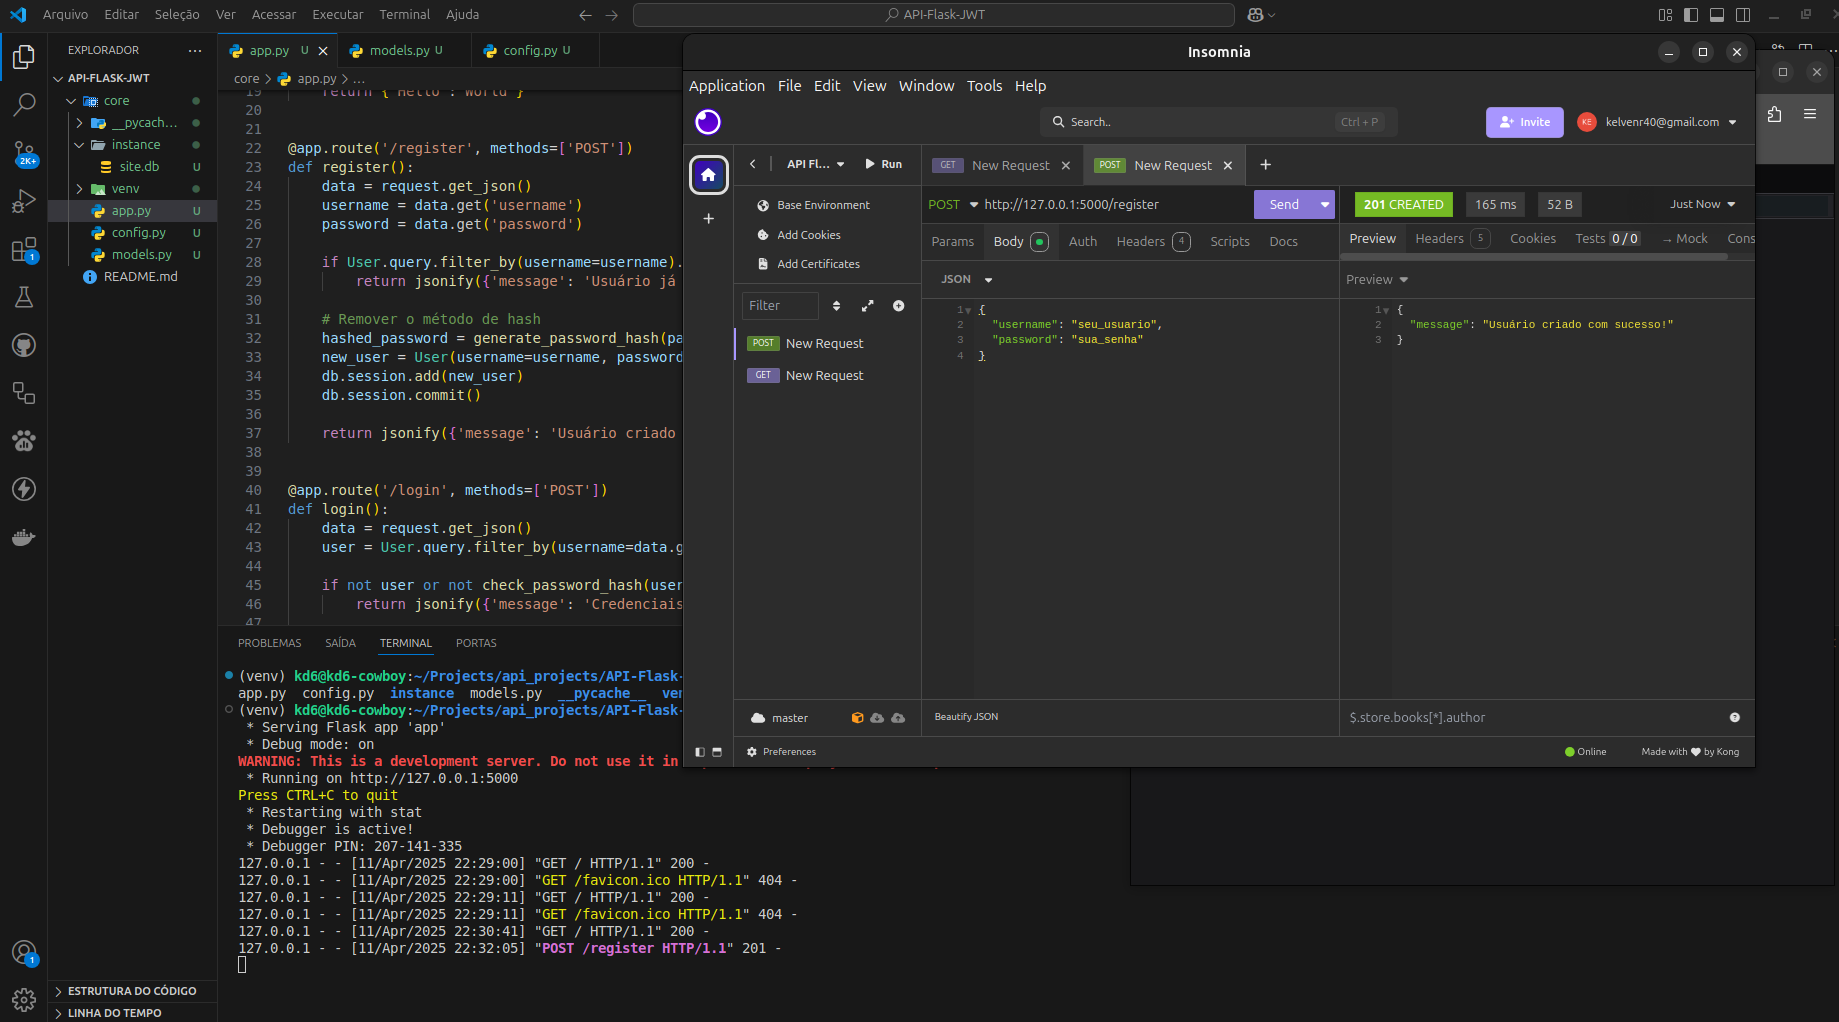 Arquivo Editar Seleção Ver Acessar Executar Terminal Ajuda
API-Flask-JWT
EXPLORADOR
API-FLASK-JWT
core
__pycach...
instance
site.db U
venv
app.py U
config.py U
models.py U
README.md
ESTRUTURA DO CÓDIGO
LINHA DO TEMPO
2K+
1
1
app.py U
models.py U
config.py U
core > app.py > ...
19 return {"Hello": World"}
20
21
22 @app.route('/register', methods=['POST'])
23 def register():
24 data = request.get_json()
25 username = data.get('username')
26 password = data.get('password')
27
28 if User.query.filter_by(username=username).
29 return jsonify({'message': 'Usuário já
30
31 # Remover o método de hash
32 hashed_password = generate_password_hash(pa
33 new_user = User(username=username, password
34 db.session.add(new_user)
35 db.session.commit()
36
37 return jsonify({'message': 'Usuário criado
38
39
40 @app.route('/login', methods=['POST'])
41 def login():
42 data = request.get_json()
43 user = User.query.filter_by(username=data.g
44
45 if not user or not check_password_hash(user
46 return jsonify({'message': 'Credenciais
47
PROBLEMAS SAÍDA TERMINAL PORTAS
(venv) kd6@kd6-cowboy:~/Projects/api_projects/API-Flask-
app.py config.py instance models.py __pycache__ ven
(venv) kd6@kd6-cowboy:~/Projects/api_projects/API-Flask-
* Serving Flask app 'app'
* Debug mode: on
WARNING: This is a development server. Do not use it in
* Running on http://127.0.0.1:5000
Press CTRL+C to quit
* Restarting with stat
* Debugger is active!
* Debugger PIN: 207-141-335
127.0.0.1 - - [11/Apr/2025 22:29:00] "GET / HTTP/1.1" 200 -
127.0.0.1 - - [11/Apr/2025 22:29:00] "GET /favicon.ico HTTP/1.1" 404 -
127.0.0.1 - - [11/Apr/2025 22:29:11] "GET / HTTP/1.1" 200 -
127.0.0.1 - - [11/Apr/2025 22:29:11] "GET /favicon.ico HTTP/1.1" 404 -
127.0.0.1 - - [11/Apr/2025 22:30:41] "GET / HTTP/1.1" 200 -
127.0.0.1 - - [11/Apr/2025 22:32:05] "POST /register HTTP/1.1" 201 -
Insomnia
Application File Edit View Window Tools Help
Search.. Ctrl + P
Invite
KE kelvenr40@gmail.com
API Fl... Run
Base Environment
Add Cookies
Add Certificates
Filter
POST New Request
GET New Request
master
Preferences
GET New Request
POST New Request
POST http://127.0.0.1:5000/register
Send
Params Body Auth Headers 4 Scripts Docs
JSON
1 {
2 "username": "seu_usuario",
3 "password": "sua_senha"
4 }
Beautify JSON
201 CREATED 165 ms 52 B Just Now
Preview Headers 5 Cookies Tests 0 / 0 → Mock Cons
Preview
1 {
2 "message": "Usuário criado com sucesso!"
3 }
$.store.books[*].author
Online
Made with ♥ by Kong